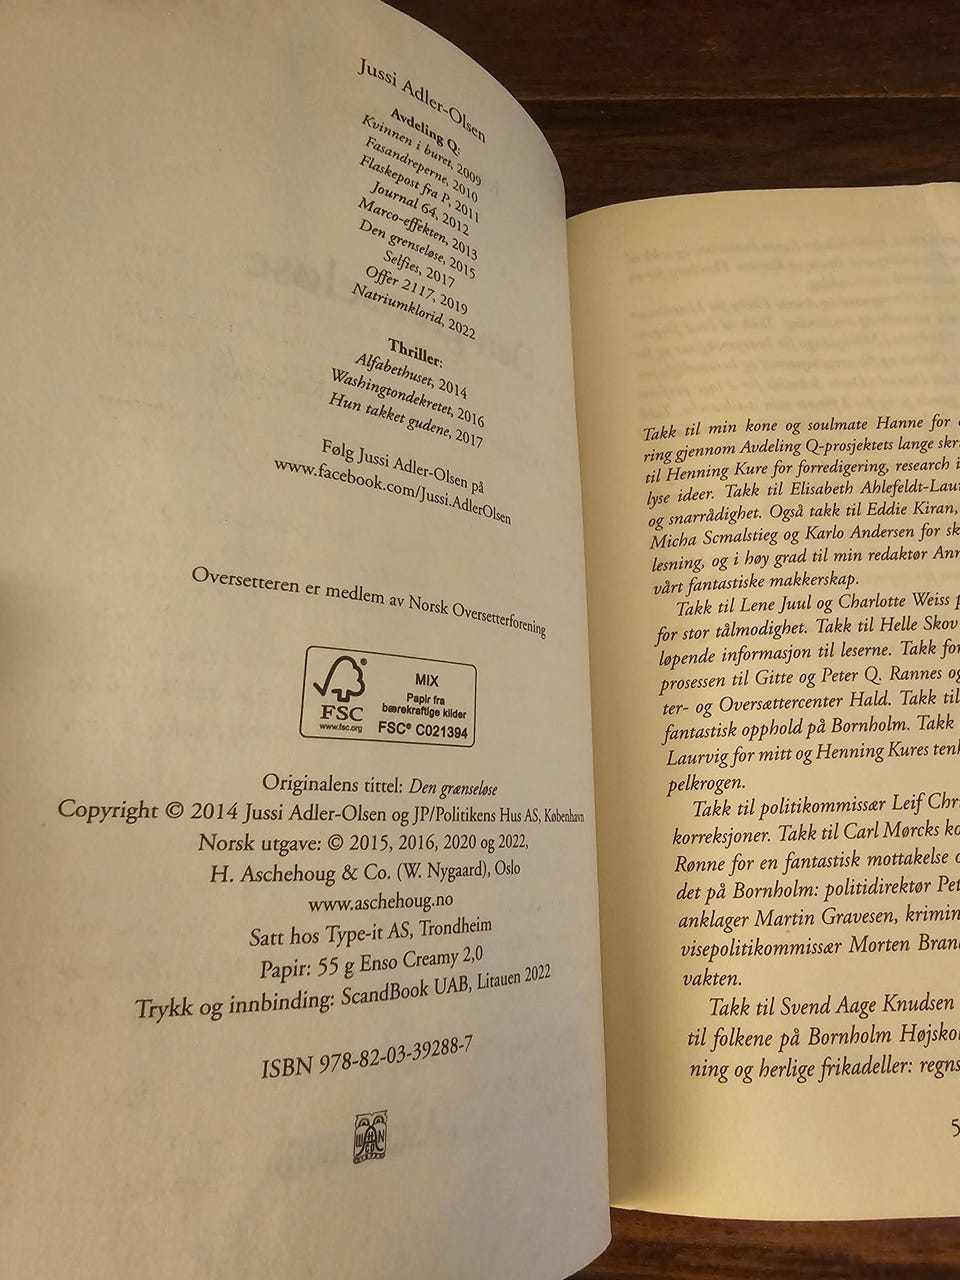 Jussi Adler-Olsen
Avdeling Q:
Kvinnen i buret, 2009
Fasandreperne, 2010
Flaskepost fra P, 2011
Journal 64, 2012
Marco-effekten, 2013
Den grenseløse, 2015
Selfies, 2017
Offer 2117, 2019
Natriumklorid, 2022
Thriller:
Alfabethuset, 2014
Washingtondekretet, 2016
Hun takket gudene, 2017
Følg Jussi Adler-Olsen på
www.facebook.com/Jussi.AdlerOlsen
Oversetteren er medlem av Norsk Oversetterforening
FSC®
www.fsc.org
MIX
Papir fra
bærekraftige kilder
FSC® C021394
Originalens tittel: Den grænseløse
Copyright © 2014 Jussi Adler-Olsen og JP/Politikens Hus AS, København
Norsk utgave: © 2015, 2016, 2020 og 2022,
H. Aschehoug & Co. (W. Nygaard), Oslo
www.aschehoug.no
Satt hos Type-it AS, Trondheim
Papir: 55 g Enso Creamy 2,0
Trykk og innbinding: ScandBook UAB, Litauen 2022
ISBN 978-82-03-39288-7
Takk til min kone og soulmate Hanne for
ring gjennom Avdeling Q-prosjektets lange skr
til Henning Kure for forredigering, research i
lyse ideer. Takk til Elisabeth Ahlefeldt-Laur
og snarrådighet. Også takk til Eddie Kiran,
Micha Scmalstieg og Karlo Andersen for sk
lesning, og i høy grad til min redaktør Ann
vårt fantastiske makkerskap.
Takk til Lene Juul og Charlotte Weiss p
for stor tålmodighet. Takk til Helle Skov
løpende informasjon til leserne. Takk for
prosessen til Gitte og Peter Q. Rannes og
ter- og Oversættercenter Hald. Takk til
fantastisk opphold på Bornholm. Takk
Laurvig for mitt og Henning Kures tenk
pelkrogen.
Takk til politikommissær Leif Chr
korreksjoner. Takk til Carl Mørcks ko
Rønne for en fantastisk mottakelse o
det på Bornholm: politidirektør Pet
anklager Martin Gravesen, krimin
visepolitikommissær Morten Brand
vakten.
Takk til Svend Aage Knudsen
til folkene på Bornholm Højskol
ning og herlige frikadeller: regns
5